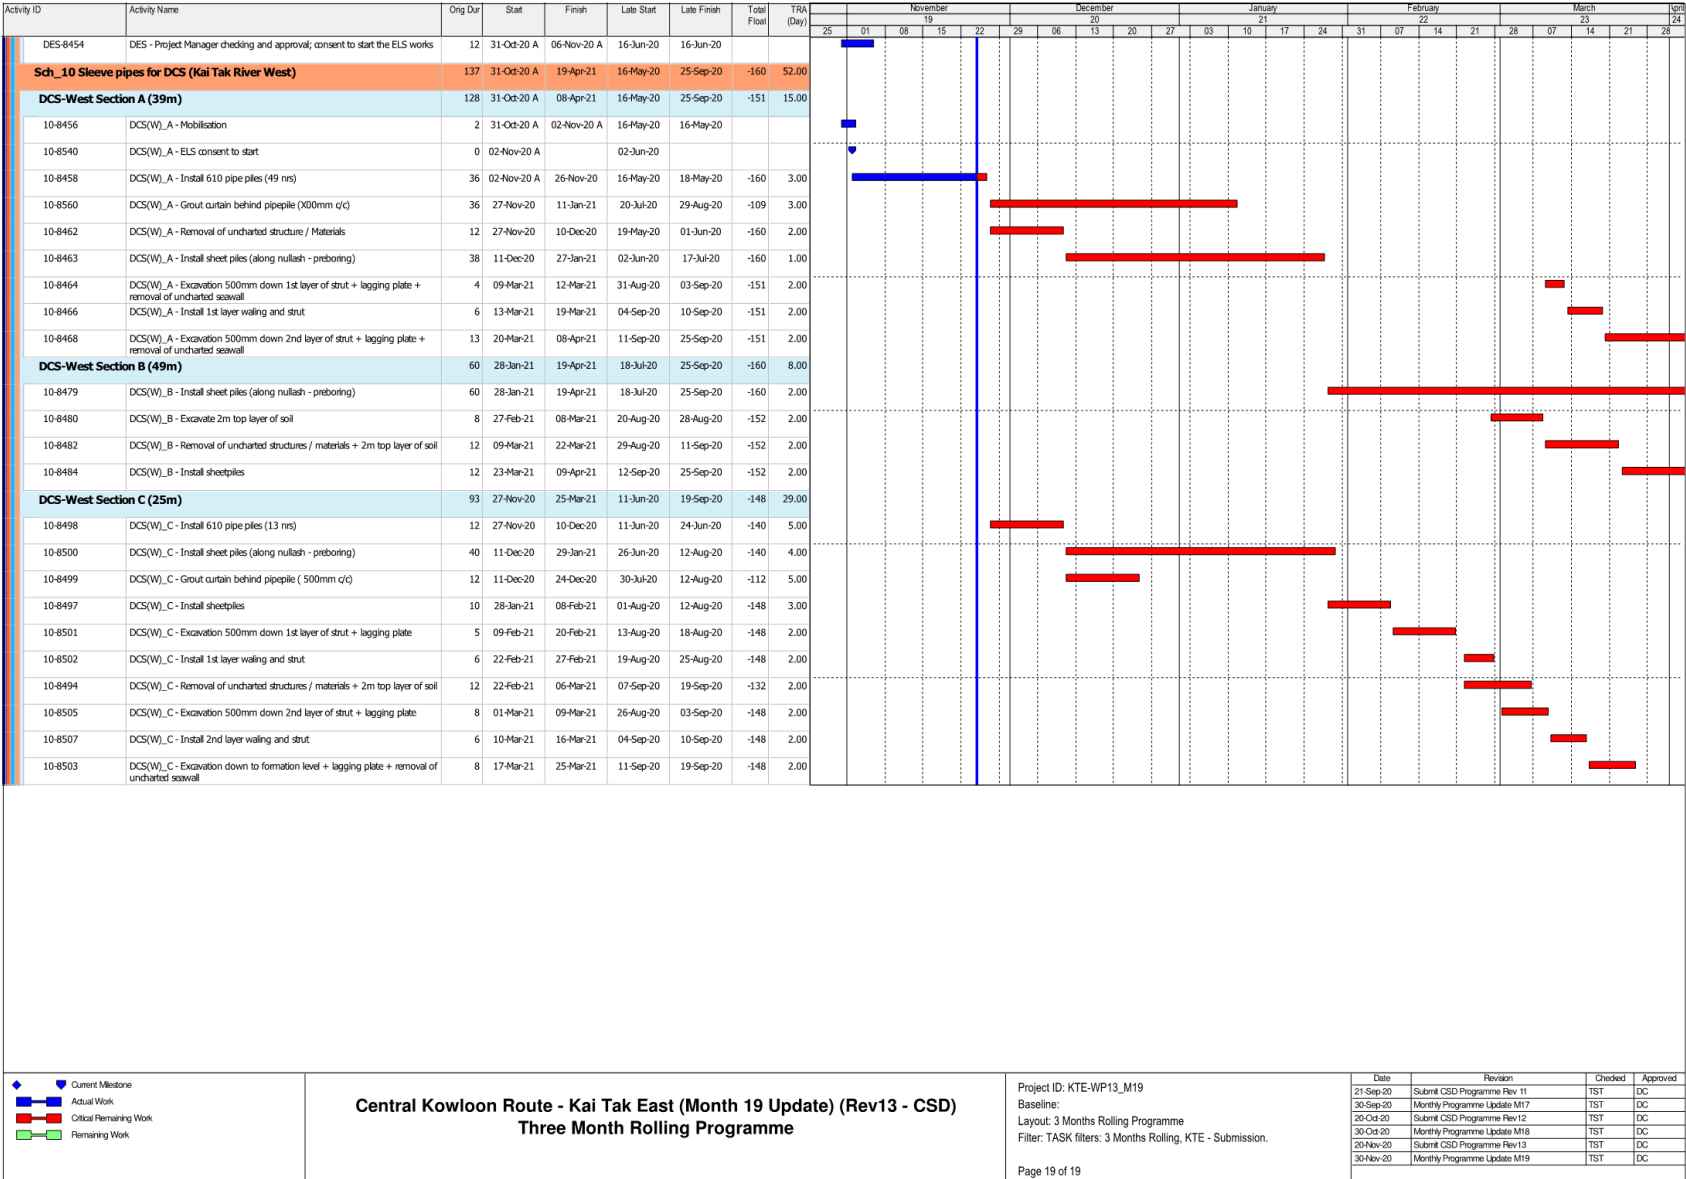 Activity ID Activity Name Orig Dur Start Finish Late Start Late Finish Total Float TRA (Day)
November December January February March April
19 20 21 22 23 24
25 01 08 15 22 29 06 13 20 27 03 10 17 24 31 07 14 21 28 07 14 21 28
DES-8454 DES - Project Manager checking and approval; consent to start the ELS works 12 31-Oct-20 A 06-Nov-20 A 16-Jun-20 16-Jun-20
Sch_10 Sleeve pipes for DCS (Kai Tak River West) 137 31-Oct-20 A 19-Apr-21 16-May-20 25-Sep-20 -160 52.00
DCS-West Section A (39m) 128 31-Oct-20 A 08-Apr-21 16-May-20 25-Sep-20 -151 15.00
10-8456 DCS(W)_A - Mobilisation 2 31-Oct-20 A 02-Nov-20 A 16-May-20 16-May-20
10-8540 DCS(W)_A - ELS consent to start 0 02-Nov-20 A 02-Jun-20
10-8458 DCS(W)_A - Install 610 pipe piles (49 nrs) 36 02-Nov-20 A 26-Nov-20 16-May-20 18-May-20 -160 3.00
10-8560 DCS(W)_A - Grout curtain behind pipepile (X00mm c/c) 36 27-Nov-20 11-Jan-21 20-Jul-20 29-Aug-20 -109 3.00
10-8462 DCS(W)_A - Removal of uncharted structure / Materials 12 27-Nov-20 10-Dec-20 19-May-20 01-Jun-20 -160 2.00
10-8463 DCS(W)_A - Install sheet piles (along nullash - preboring) 38 11-Dec-20 27-Jan-21 02-Jun-20 17-Jul-20 -160 1.00
10-8464 DCS(W)_A - Excavation 500mm down 1st layer of strut + lagging plate + 4 09-Mar-21 12-Mar-21 31-Aug-20 03-Sep-20 -151 2.00
removal of uncharted seawall
10-8466 DCS(W)_A - Install 1st layer waling and strut 6 13-Mar-21 19-Mar-21 04-Sep-20 10-Sep-20 -151 2.00
10-8468 DCS(W)_A - Excavation 500mm down 2nd layer of strut + lagging plate + 13 20-Mar-21 08-Apr-21 11-Sep-20 25-Sep-20 -151 2.00
removal of uncharted seawall
DCS-West Section B (49m) 60 28-Jan-21 19-Apr-21 18-Jul-20 25-Sep-20 -160 8.00
10-8479 DCS(W)_B - Install sheet piles (along nullash - preboring) 60 28-Jan-21 19-Apr-21 18-Jul-20 25-Sep-20 -160 2.00
10-8480 DCS(W)_B - Excavate 2m top layer of soil 8 27-Feb-21 08-Mar-21 20-Aug-20 28-Aug-20 -152 2.00
10-8482 DCS(W)_B - Removal of uncharted structures / materials + 2m top layer of soil 12 09-Mar-21 22-Mar-21 29-Aug-20 11-Sep-20 -152 2.00
10-8484 DCS(W)_B - Install sheetpiles 12 23-Mar-21 09-Apr-21 12-Sep-20 25-Sep-20 -152 2.00
DCS-West Section C (25m) 93 27-Nov-20 25-Mar-21 11-Jun-20 19-Sep-20 -148 29.00
10-8498 DCS(W)_C - Install 610 pipe piles (13 nrs) 12 27-Nov-20 10-Dec-20 11-Jun-20 24-Jun-20 -140 5.00
10-8500 DCS(W)_C - Install sheet piles (along nullash - preboring) 40 11-Dec-20 29-Jan-21 26-Jun-20 12-Aug-20 -140 4.00
10-8499 DCS(W)_C - Grout curtain behind pipepile ( 500mm c/c) 12 11-Dec-20 24-Dec-20 30-Jul-20 12-Aug-20 -112 5.00
10-8497 DCS(W)_C - Install sheetpiles 10 28-Jan-21 08-Feb-21 01-Aug-20 12-Aug-20 -148 3.00
10-8501 DCS(W)_C - Excavation 500mm down 1st layer of strut + lagging plate 5 09-Feb-21 20-Feb-21 13-Aug-20 18-Aug-20 -148 2.00
10-8502 DCS(W)_C - Install 1st layer waling and strut 6 22-Feb-21 27-Feb-21 19-Aug-20 25-Aug-20 -148 2.00
10-8494 DCS(W)_C - Removal of uncharted structures / materials + 2m top layer of soil 12 22-Feb-21 06-Mar-21 07-Sep-20 19-Sep-20 -132 2.00
10-8505 DCS(W)_C - Excavation 500mm down 2nd layer of strut + lagging plate 8 01-Mar-21 09-Mar-21 26-Aug-20 03-Sep-20 -148 2.00
10-8507 DCS(W)_C - Install 2nd layer waling and strut 6 10-Mar-21 16-Mar-21 04-Sep-20 10-Sep-20 -148 2.00
10-8503 DCS(W)_C - Excavation down to formation level + lagging plate + removal of 8 17-Mar-21 25-Mar-21 11-Sep-20 19-Sep-20 -148 2.00
uncharted seawall
Current Milestone
Actual Work
Critical Remaining Work
Remaining Work
Central Kowloon Route - Kai Tak East (Month 19 Update) (Rev13 - CSD)
Three Month Rolling Programme
Project ID: KTE-WP13_M19
Baseline:
Layout: 3 Months Rolling Programme
Filter: TASK filters: 3 Months Rolling, KTE - Submission.
Page 19 of 19
Date Revision Checked Approved
21-Sep-20 Submit CSD Programme Rev 11 TST DC
30-Sep-20 Monthly Programme Update M17 TST DC
20-Oct-20 Submit CSD Programme Rev12 TST DC
30-Oct-20 Monthly Programme Update M18 TST DC
20-Nov-20 Submit CSD Programme Rev13 TST DC
30-Nov-20 Monthly Programme Update M19 TST DC